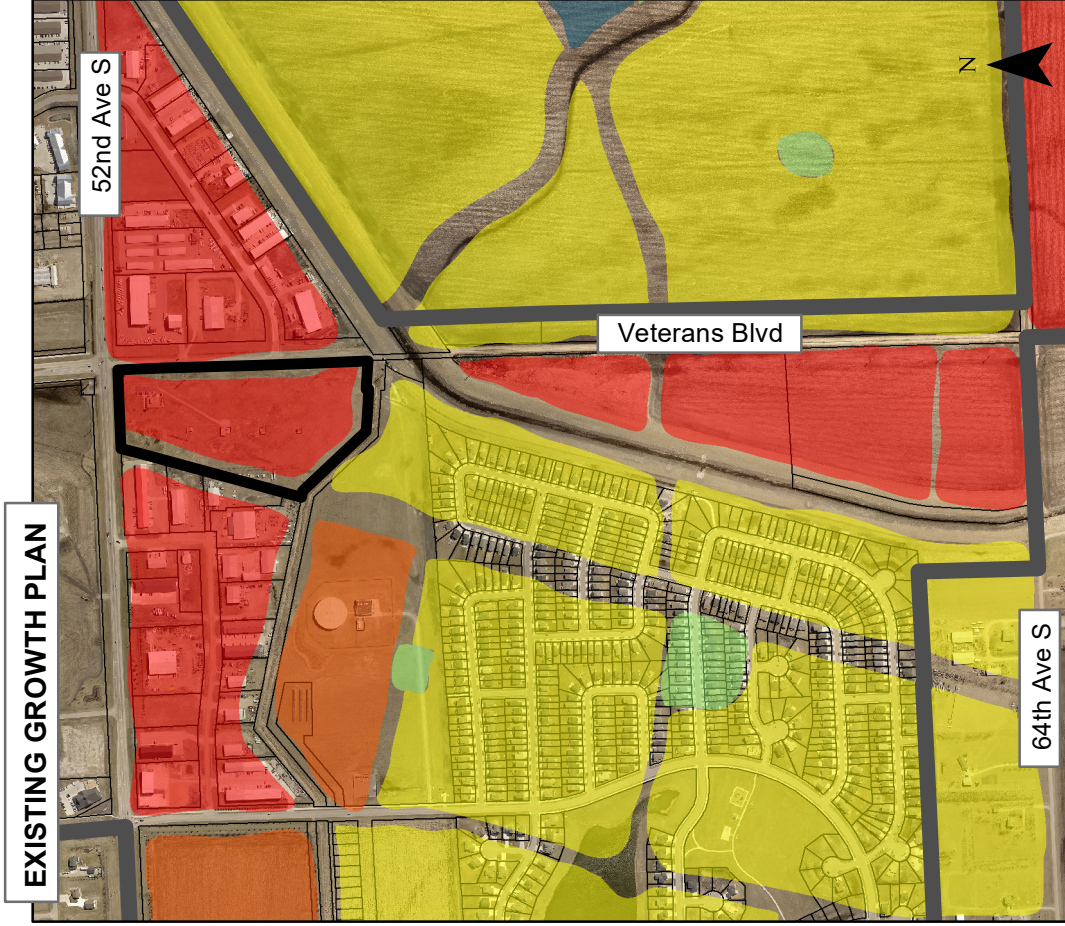 EXISTING GROWTH PLAN
52nd Ave S
N
Veterans Blvd
64th Ave S